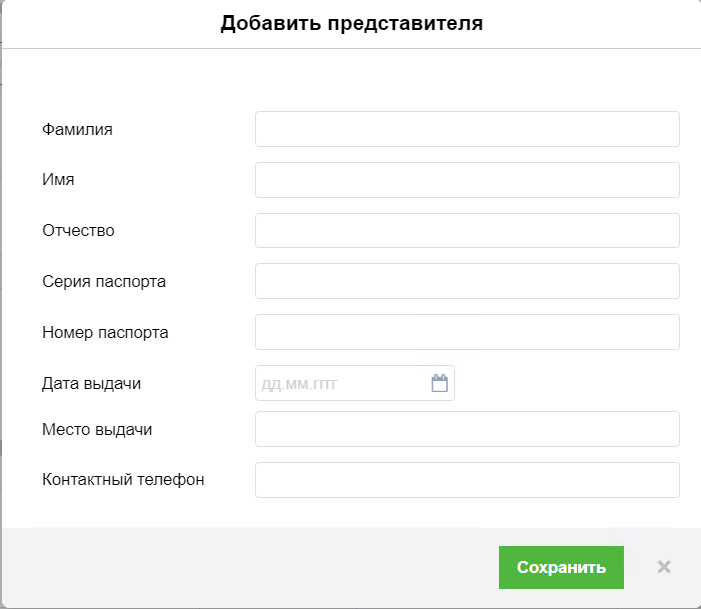 Добавить представителя
Фамилия
Имя
Отчество
Серия паспорта
Номер паспорта
Дата выдачи дд.мм.гггг
Место выдачи
Контактный телефон
Сохранить ×